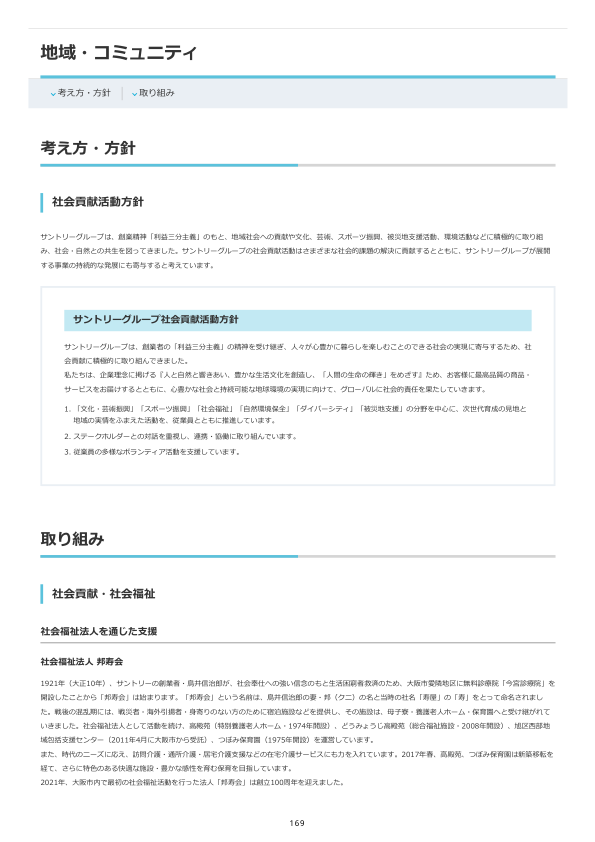 地域・コミュニティ
考え方・方針
取り組み
考え方・方針
社会貢献活動方針
サントリーグループは、創業精神「利益三分主義」のもと、地域社会への貢献や文化、芸術、スポーツ振興、被災地支援活動、環境活動などに積極的に取り組
み、社会・自然との共生を図ってきました。サントリーグループの社会貢献活動はさまざまな社会的課題の解決に貢献するとともに、サントリーグループが展開
する事業の持続的な発展にも寄与すると考えています。
サントリーグループ社会貢献活動方針
サントリーグループは、創業者の「利益三分主義」の精神を受け継ぎ、人々が心豊かに暮らしを楽しむことのできる社会の実現に寄与するため、社
会貢献に積極的に取り組んできました。
私たちは、企業理念に掲げる「人と自然と響きあい、豊かな生活文化を創造し、「人間の生命の輝き」をめざす」ため、お客様に最高品質の商品・
サービスをお届けするとともに、心豊かな社会と持続可能な地球環境の実現に向けて、グローバルに社会的責任を果たしていきます。
1. 「文化・芸術振興」「スポーツ振興」「社会福祉」「自然環境保全」「ダイバーシティ」「被災地支援」の分野を中心に、次世代育成の見地と
地域の実情をふまえた活動を、従業員とともに推進しています。
2. ステークホルダーとの対話を重視し、連携・協働に取り組んでいます。
3. 従業員の多様なボランティア活動を支援しています。
取り組み
社会貢献・社会福祉
社会福祉法人を通じた支援
社会福祉法人 邦寿会
1921年（大正10年）、サントリーの創業者・鳥井信治郎が、社会奉仕への強い信念のもと生活困窮者救済のため、大阪市愛隣地区に無料診療院「今宮診療院」を
開設したことから「邦寿会」は始まります。「邦寿会」という名前は、鳥井信治郎の妻・邦（クニ）の名と当時の社名「寿屋」の「寿」をとって命名されまし
た。戦後の混乱期には、戦災者・海外引揚者・身寄りのない方のために宿泊施設などを提供し、その施設は、母子寮・養護老人ホーム・保育園へと受け継がれて
いきました。社会福祉法人として活動を続け、高殿苑（特別養護老人ホーム・1974年開設）、どうみょうじ高殿苑（総合福祉施設・2008年開設）、旭区西部地
域包括支援センター（2011年4月に大阪市から受託）、つぼみ保育園（1975年開設）を運営しています。
また、時代のニーズに応え、訪問介護・通所介護・居宅介護支援などの在宅介護サービスにも力を入れています。2017年春、高殿苑、つぼみ保育園は新築移転を
経て、さらに特色のある快適な施設・豊かな感性を育む保育を目指しています。
2021年、大阪市内で最初の社会福祉活動を行った法人「邦寿会」は創立100周年を迎えました。
169